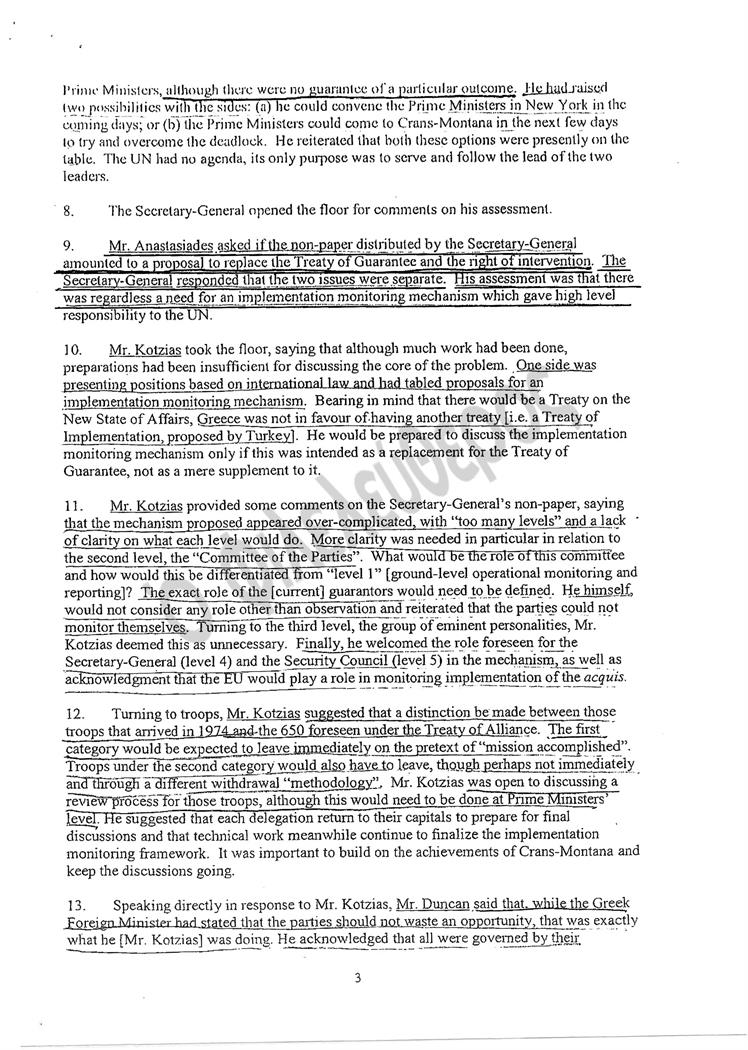 Prime Ministers, although there were no guarantee of a particular outcome. He had raised
two possibilities with the sides: (a) he could convene the Prime Ministers in New York in the
coming days; or (b) the Prime Ministers could come to Crans-Montana in the next few days
to try and overcome the deadlock. He reiterated that both these options were presently on the
table. The UN had no agenda, its only purpose was to serve and follow the lead of the two
leaders.
8. The Secretary-General opened the floor for comments on his assessment.
9. Mr. Anastasiades asked if the non-paper distributed by the Secretary-General
amounted to a proposal to replace the Treaty of Guarantee and the right of intervention. The
Secretary-General responded that the two issues were separate. His assessment was that there
was regardless a need for an implementation monitoring mechanism which gave high level
responsibility to the UN.
10. Mr. Kotzias took the floor, saying that although much work had been done,
preparations had been insufficient for discussing the core of the problem. One side was
presenting positions based on international law and had tabled proposals for an
implementation monitoring mechanism. Bearing in mind that there would be a Treaty on the
New State of Affairs, Greece was not in favour of having another treaty [i.e. a Treaty of
Implementation, proposed by Turkey]. He would be prepared to discuss the implementation
monitoring mechanism only if this was intended as a replacement for the Treaty of
Guarantee, not as a mere supplement to it.
11. Mr. Kotzias provided some comments on the Secretary-General's non-paper, saying
that the mechanism proposed appeared over-complicated, with "too many levels" and a lack
of clarity on what each level would do. More clarity was needed in particular in relation to
the second level, the "Committee of the Parties". What would be the role of this committee
and how would this be differentiated from "level 1" [ground-level operational monitoring and
reporting]? The exact role of the [current] guarantors would need to be defined. He himself,
would not consider any role other than observation and reiterated that the parties could not
monitor themselves. Turning to the third level, the group of eminent personalities, Mr.
Kotzias deemed this as unnecessary. Finally, he welcomed the role foreseen for the
Secretary-General (level 4) and the Security Council (level 5) in the mechanism, as well as
acknowledgment that the EU would play a role in monitoring implementation of the acquis.
12. Turning to troops, Mr. Kotzias suggested that a distinction be made between those
troops that arrived in 1974 and the 650 foreseen under the Treaty of Alliance. The first
category would be expected to leave immediately on the pretext of "mission accomplished".
Troops under the second category would also have to leave, though perhaps not immediately
and through a different withdrawal "methodology". Mr. Kotzias was open to discussing a
review process for those troops, although this would need to be done at Prime Ministers'
level. He suggested that each delegation return to their capitals to prepare for final
discussions and that technical work meanwhile continue to finalize the implementation
monitoring framework. It was important to build on the achievements of Crans-Montana and
keep the discussions going.
13. Speaking directly in response to Mr. Kotzias, Mr. Duncan said that, while the Greek
Foreign Minister had stated that the parties should not waste an opportunity, that was exactly
what he [Mr. Kotzias] was doing. He acknowledged that all were governed by their
3